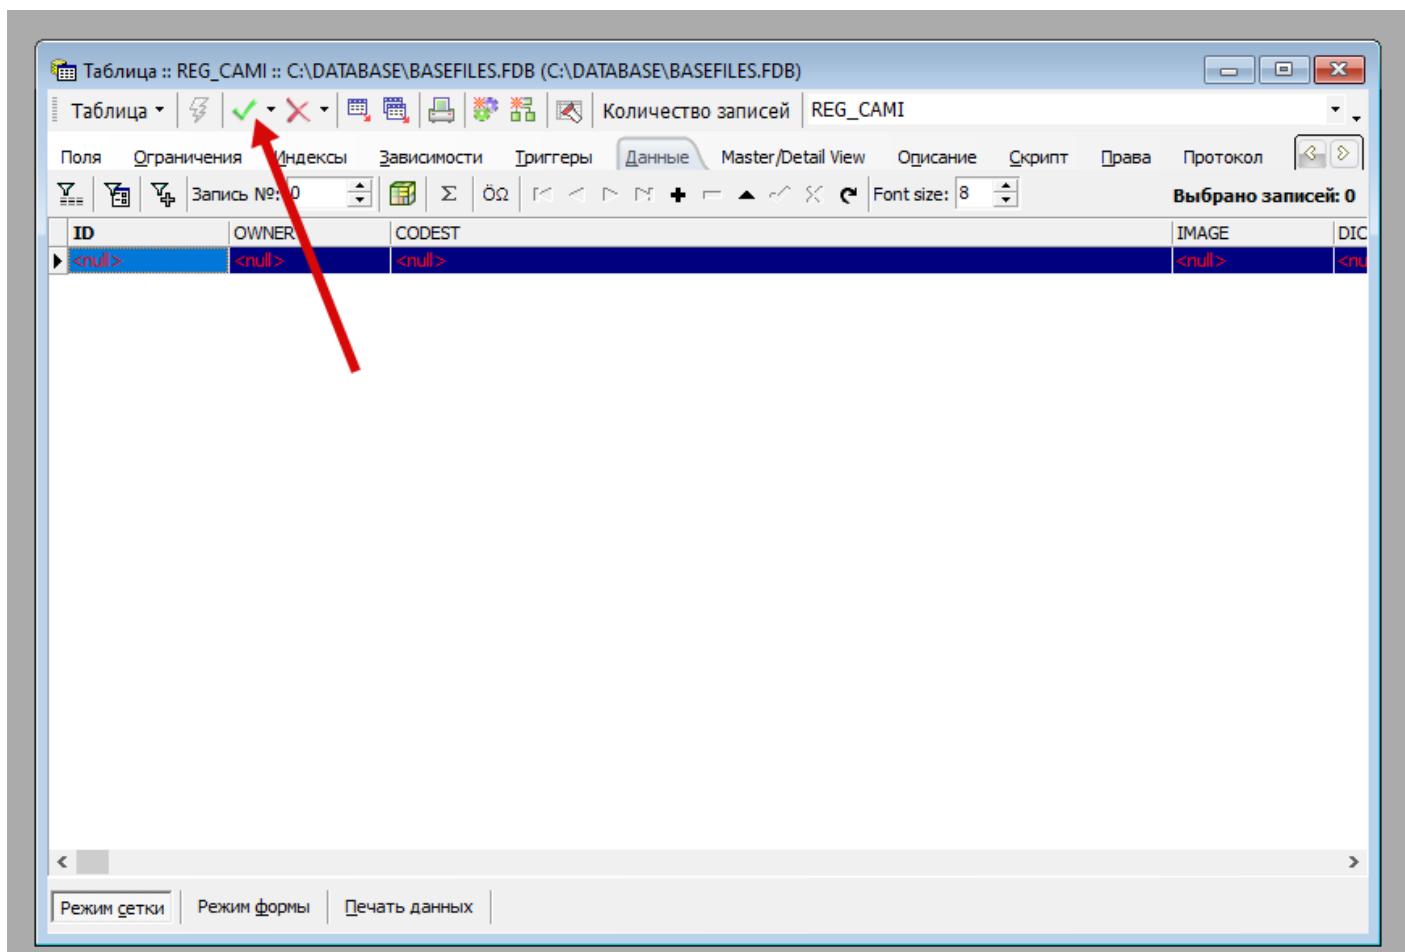 Таблица :: REG_CAMI :: C:\DATABASE\BASEFILES.FDB (C:\DATABASE\BASEFILES.FDB)
Таблица Количество записей REG_CAMI
Поля Ограничения Индексы Зависимости Триггеры Данные Master/Detail View Описание Скрипт Права Протокол
Запись №: 0 Σ ÖΩ Font size: 8 Выбрано записей: 0
ID OWNER CODEST IMAGE DIC
<null> <null> <null> <null> <nu
Режим сетки Режим формы Печать данных